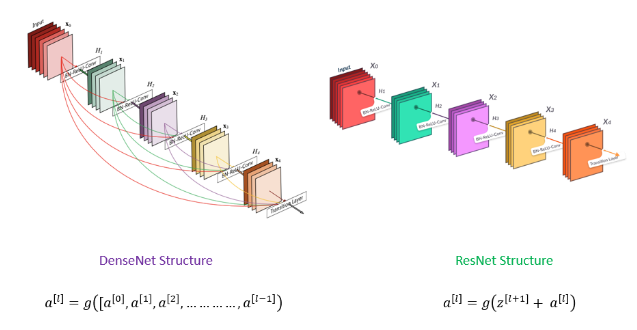 Input
x₀
H₁
x₁
BN-ReLU-Conv
H₂
x₂
BN-ReLU-Conv
H₃
x₃
BN-ReLU-Conv
H₄
x₄
BN-ReLU-Conv
Transition Layer
Input
X₀
H1
X₁
BN-ReLU-Conv
H2
X₂
BN-ReLU-Conv
H3
X₃
BN-ReLU-Conv
H4
X₄
BN-ReLU-Conv
Transition Layer
DenseNet Structure
ResNet Structure
a^[l] = g([a^[0], a^[1], a^[2], … … … …, a^[l−1])
a^[l] = g(z^[l+1] + a^[l])